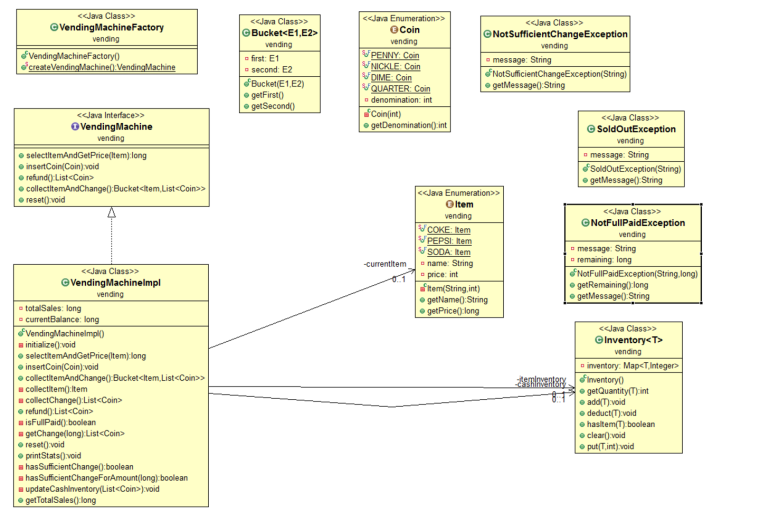 <<Java Class>>
VendingMachineFactory
vending
VendingMachineFactory()
createVendingMachine():VendingMachine
<<Java Class>>
Bucket<E1,E2>
vending
first: E1
second: E2
Bucket(E1,E2)
getFirst()
getSecond()
<<Java Enumeration>>
Coin
vending
PENNY: Coin
NICKLE: Coin
DIME: Coin
QUARTER: Coin
denomination: int
Coin(int)
getDenomination():int
<<Java Class>>
NotSufficientChangeException
vending
message: String
NotSufficientChangeException(String)
getMessage():String
<<Java Interface>>
VendingMachine
vending
selectItemAndGetPrice(Item):long
insertCoin(Coin):void
refund():List<Coin>
collectItemAndChange():Bucket<Item,List<Coin>>
reset():void
<<Java Class>>
SoldOutException
vending
message: String
SoldOutException(String)
getMessage():String
<<Java Enumeration>>
Item
vending
COKE: Item
PEPSI: Item
SODA: Item
name: String
price: int
Item(String,int)
getName():String
getPrice():long
<<Java Class>>
NotFullPaidException
vending
message: String
remaining: long
NotFullPaidException(String,long)
getRemaining():long
getMessage():String
<<Java Class>>
VendingMachineImpl
vending
totalSales: long
currentBalance: long
VendingMachineImpl()
initialize():void
selectItemAndGetPrice(Item):long
insertCoin(Coin):void
collectItemAndChange():Bucket<Item,List<Coin>>
collectItem():Item
collectChange():List<Coin>
refund():List<Coin>
isFullPaid():boolean
getChange(long):List<Coin>
reset():void
printStats():void
hasSufficientChange():boolean
hasSufficientChangeForAmount(long):boolean
updateCashInventory(List<Coin>):void
getTotalSales():long
-currentItem
0..1
-itemInventory
-cashInventory
0..1
0..1
<<Java Class>>
Inventory<T>
vending
inventory: Map<T,Integer>
Inventory()
getQuantity(T):int
add(T):void
deduct(T):void
hasItem(T):boolean
clear():void
put(T,int):void